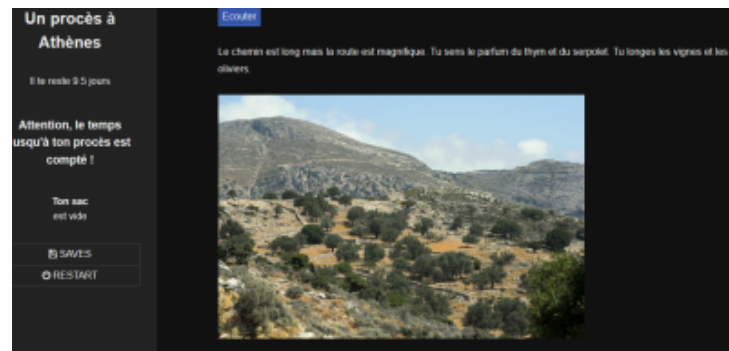 Un procès à
Athènes
Il te reste 9.5 jours
Attention, le temps
usqu'à ton procès est
compté !
Ton sac
est vide
SAVES
RESTART
Ecouter
Le chemin est long mais la route est magnifique. Tu sens le parfum du thym et du serpolet. Tu longes les vignes et les
oliviers.